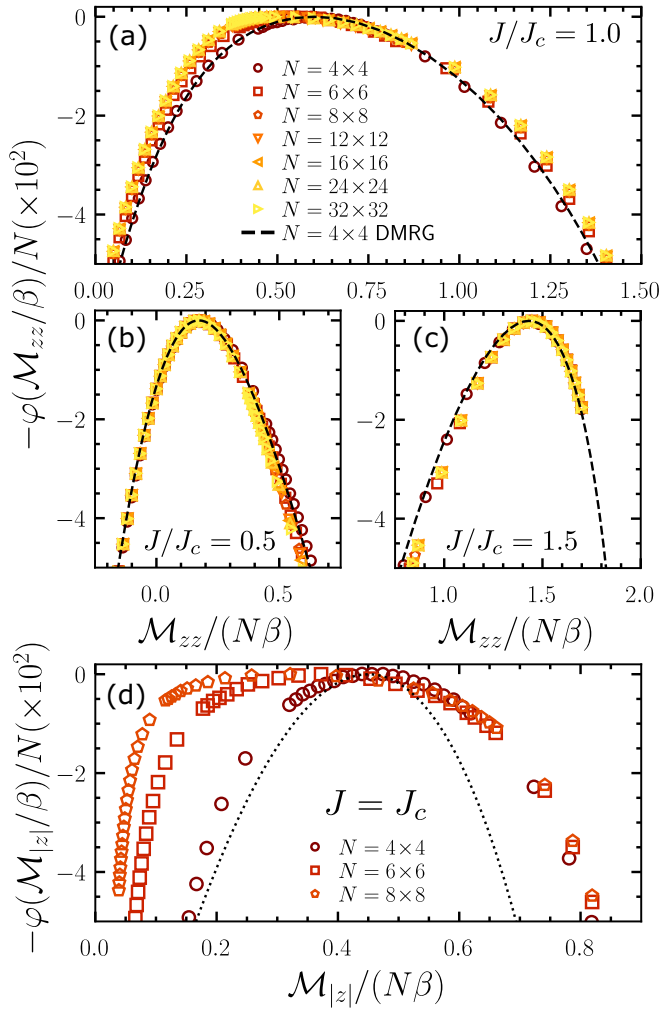 (a)
J/J_c = 1.0
0
−2
−4
N = 4×4
N = 6×6
N = 8×8
N = 12×12
N = 16×16
N = 24×24
N = 32×32
N = 4×4 DMRG
0.00 0.25 0.50 0.75 1.00 1.25 1.50
−φ(ℳ_zz/β)/N(×10²)
(b)
0
−2
−4
J/J_c = 0.5
0.0 0.5
ℳ_zz/(Nβ)
(c)
0
−2
−4
J/J_c = 1.5
1.0 1.5 2.0
ℳ_zz/(Nβ)
−φ(ℳ_|z|/β)/N(×10²)
(d)
0
−2
−4
J = J_c
N = 4×4
N = 6×6
N = 8×8
0.0 0.2 0.4 0.6 0.8
ℳ_|z|/(Nβ)